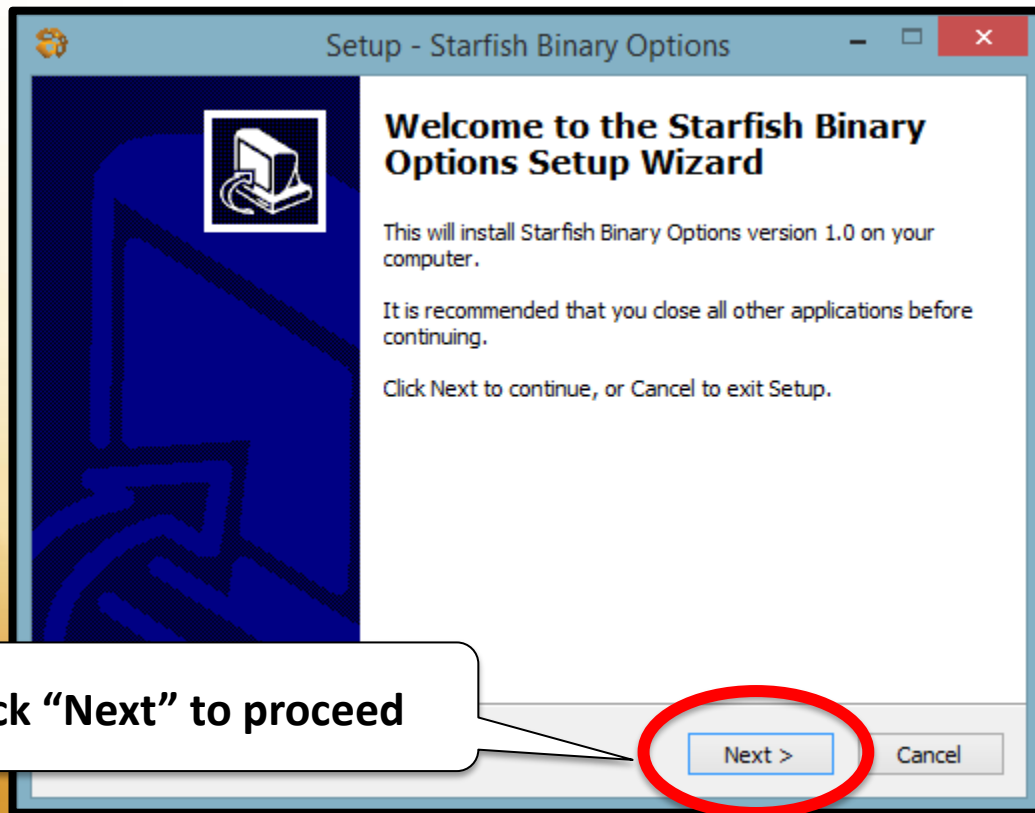 Setup - Starfish Binary Options
Welcome to the Starfish Binary
Options Setup Wizard
This will install Starfish Binary Options version 1.0 on your
computer.
It is recommended that you close all other applications before
continuing.
Click Next to continue, or Cancel to exit Setup.
ck “Next” to proceed
Next >
Cancel